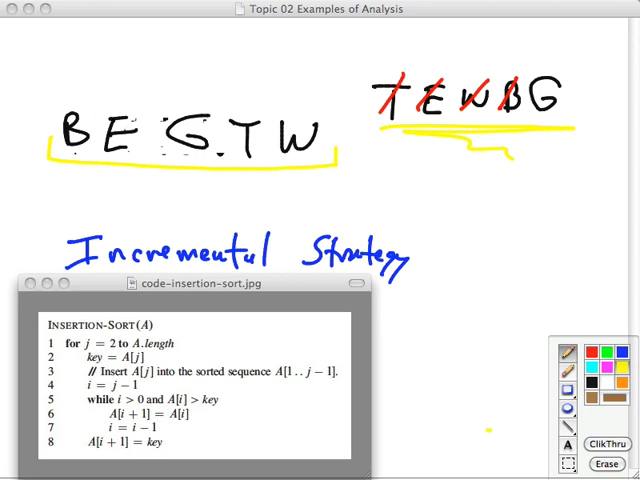 Topic 02 Examples of Analysis
T E W B G
B E G T W
Incremental Strategy
code-insertion-sort.jpg
INSERTION-SORT(A)
1 for j = 2 to A.length
2 key = A[j]
3 // Insert A[j] into the sorted sequence A[1 . . j − 1].
4 i = j − 1
5 while i > 0 and A[i] > key
6 A[i + 1] = A[i]
7 i = i − 1
8 A[i + 1] = key
A
ClikThru
Erase